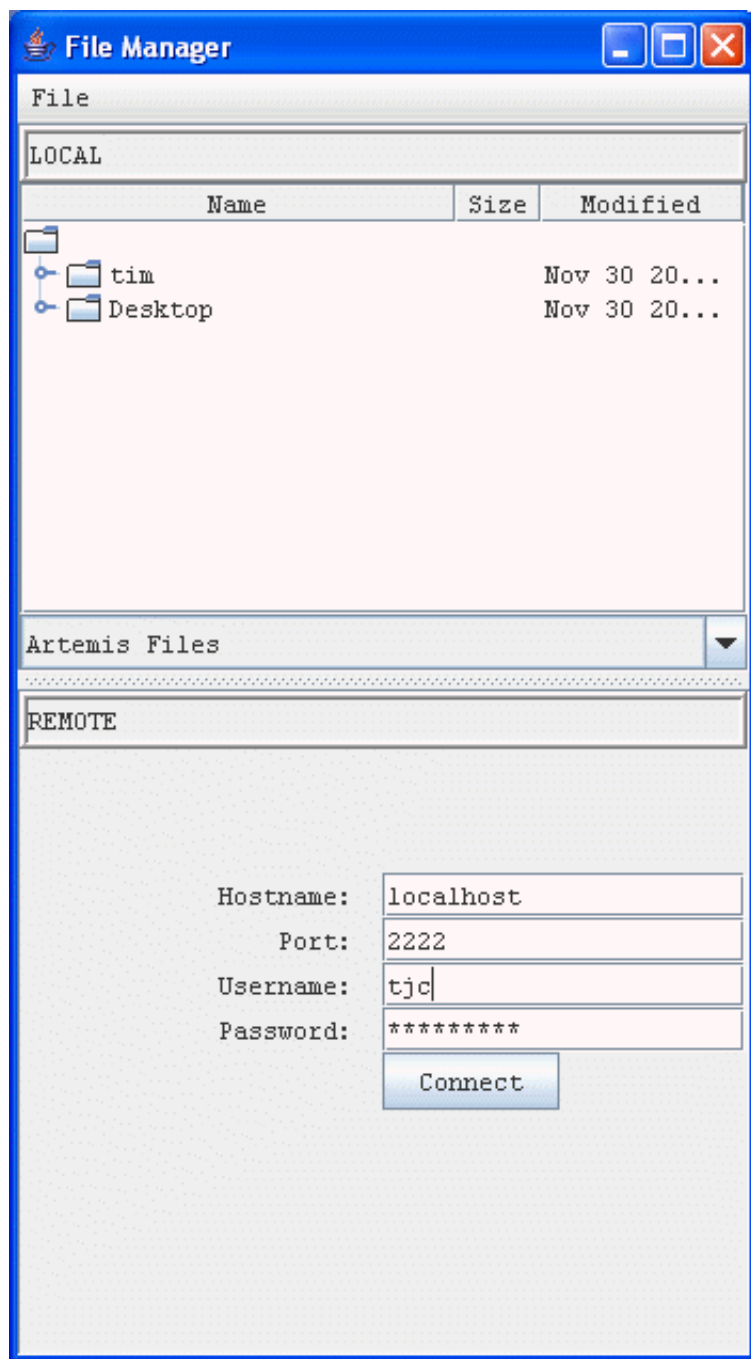 File Manager
File
LOCAL
Name Size Modified
tim Nov 30 20...
Desktop Nov 30 20...
Artemis Files
REMOTE
Hostname: localhost
Port: 2222
Username: tjc
Password: *********
Connect